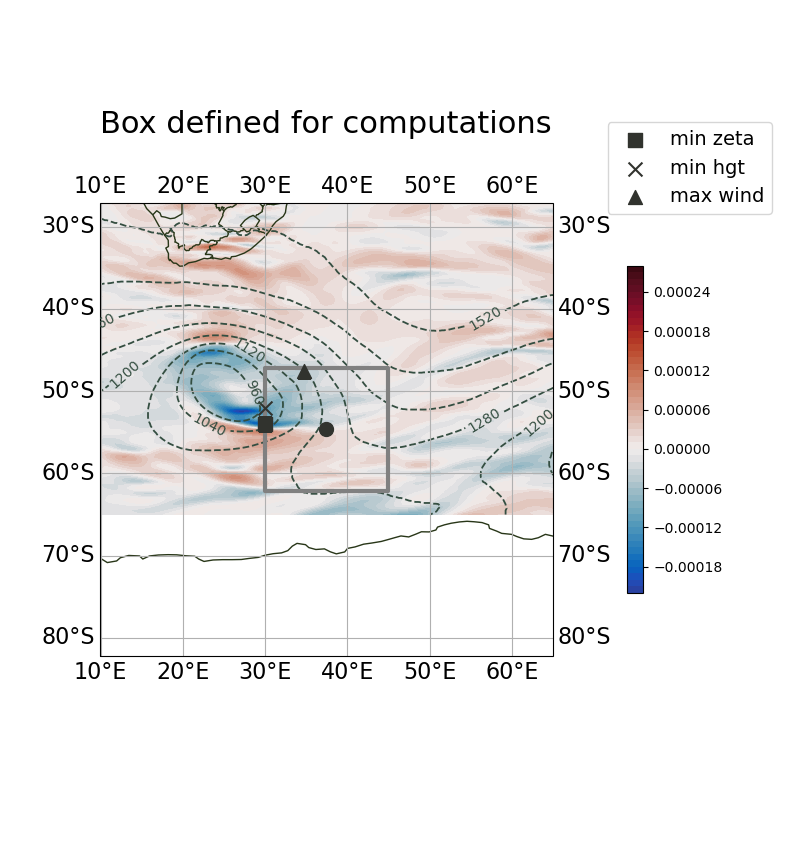 Box defined for computations
min zeta
min hgt
max wind
10°E 20°E 30°E 40°E 50°E 60°E
30°S 30°S
40°S 40°S
50°S 50°S
60°S 60°S
70°S 70°S
80°S 80°S
10°E 20°E 30°E 40°E 50°E 60°E
1520
1120
1200
960
1040
1280
1200
0.00024
0.00018
0.00012
0.00006
0.00000
−0.00006
−0.00012
−0.00018